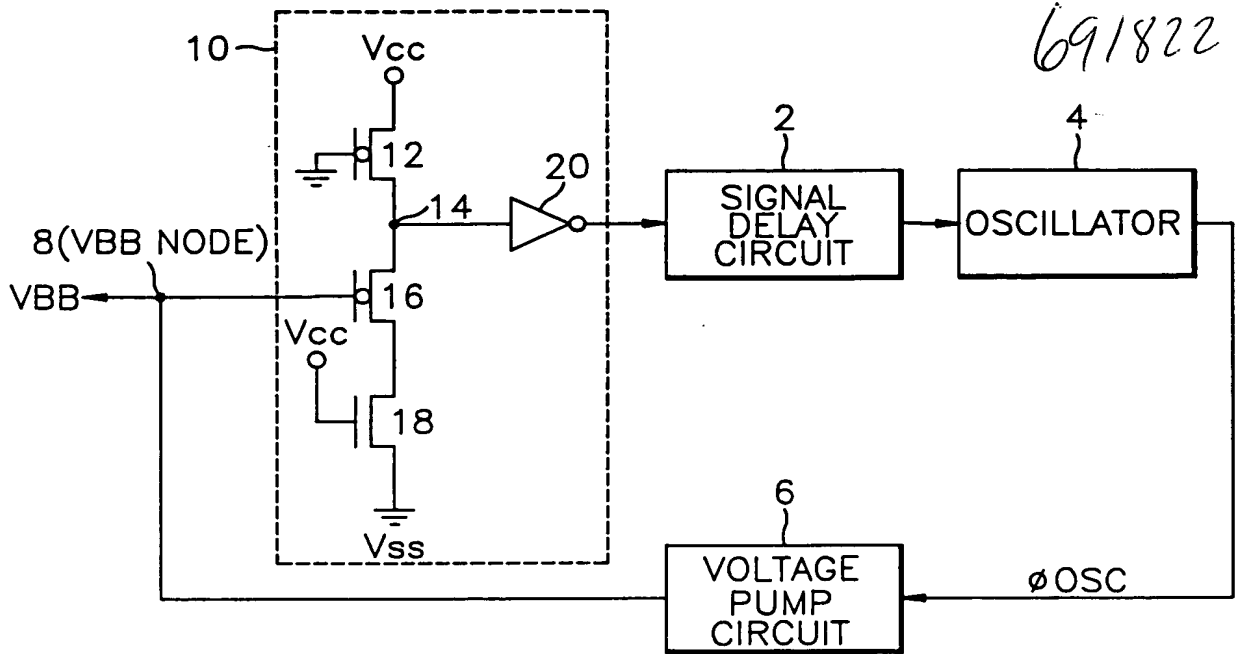 691822
10
Vcc
12
14
20
2
SIGNAL
DELAY
CIRCUIT
4
OSCILLATOR
8(VBB NODE)
VBB
16
Vcc
18
Vss
6
VOLTAGE
PUMP
CIRCUIT
øOSC